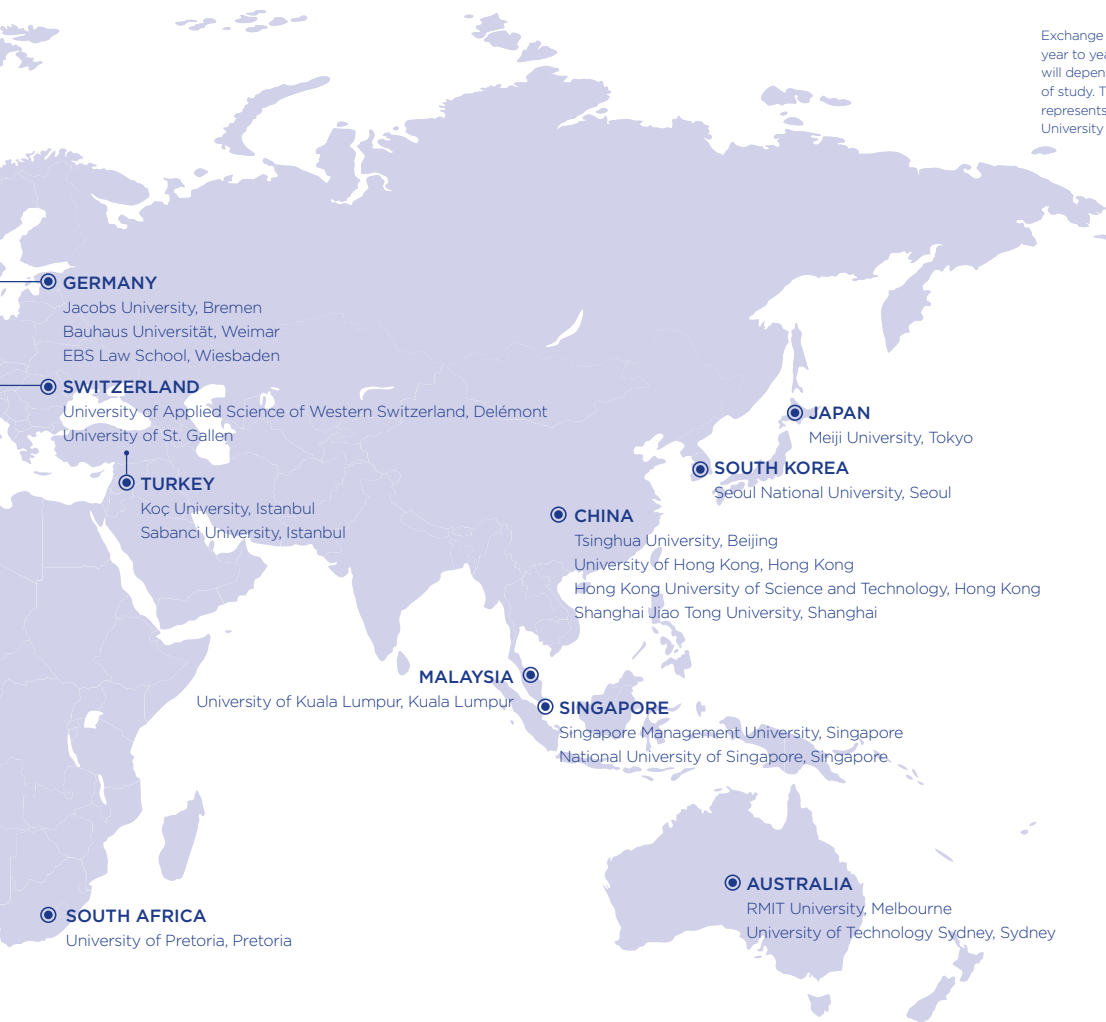 Exchange
year to
will
of study.
represents
University
GERMANY
Jacobs University, Bremen
Bauhaus Universität, Weimar
EBS Law School, Wiesbaden
SWITZERLAND
University of Applied Science of Western Switzerland, Delémont
University of St. Gallen
TURKEY
Koç University, Istanbul
Sabanci University, Istanbul
JAPAN
Meiji University, Tokyo
SOUTH KOREA
Seoul National University, Seoul
CHINA
Tsinghua University, Beijing
University of Hong Kong, Hong Kong
Hong Kong University of Science and Technology, Hong Kong
Shanghai Jiao Tong University, Shanghai
MALAYSIA
University of Kuala Lumpur, Kuala Lumpur
SINGAPORE
Singapore Management University, Singapore
National University of Singapore, Singapore
AUSTRALIA
RMIT University, Melbourne
University of Technology Sydney, Sydney
SOUTH AFRICA
University of Pretoria, Pretoria